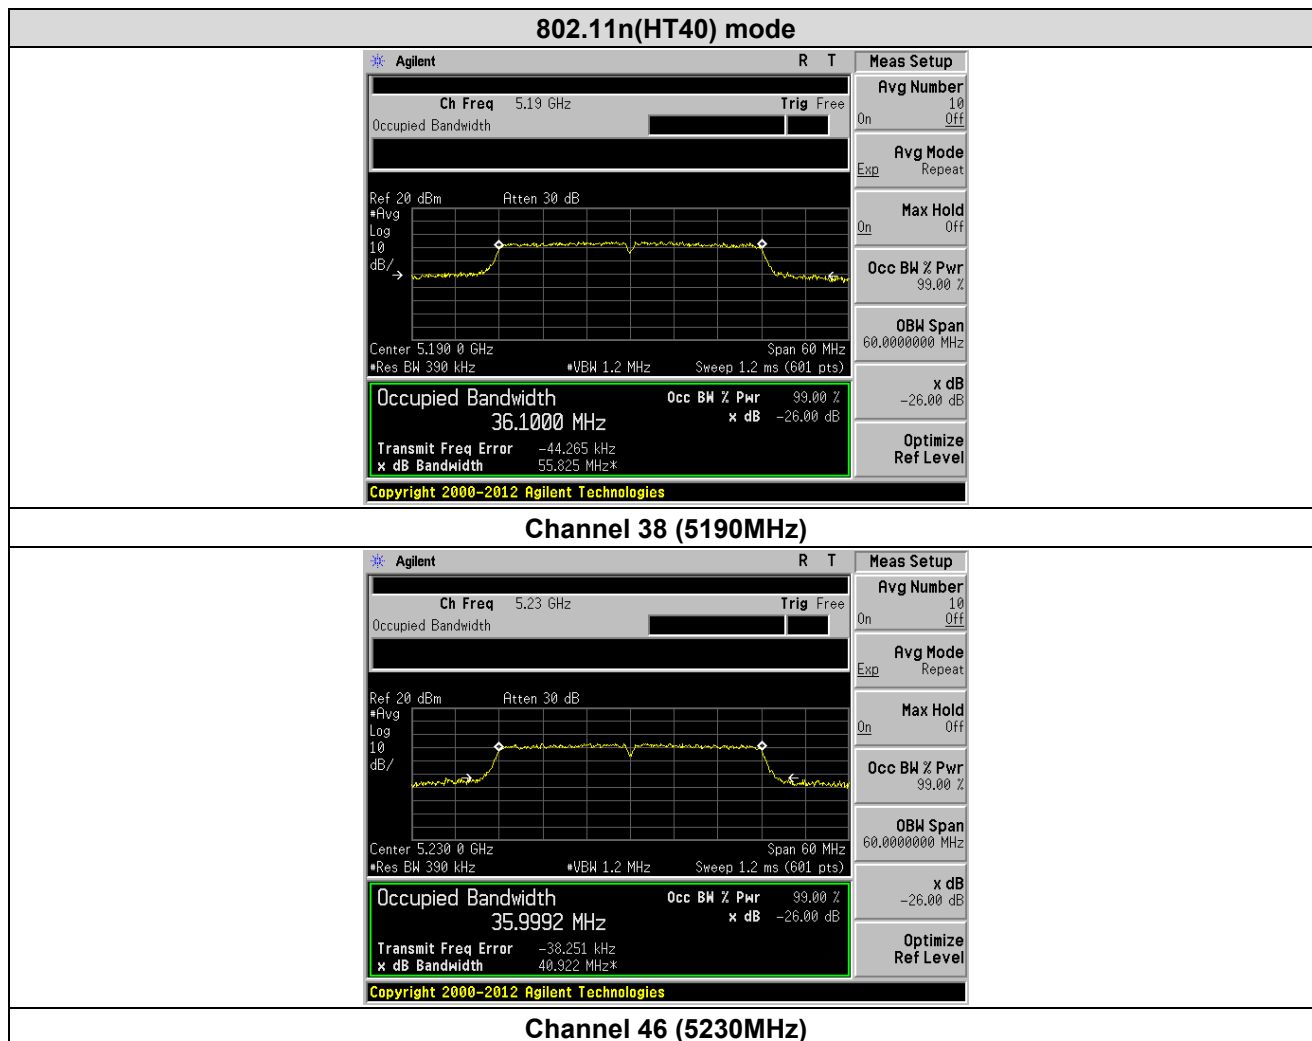 802.11n(HT40) mode
Agilent R T Meas Setup
Ch Freq 5.19 GHz Trig Free
Occupied Bandwidth
Avg Number
10
On Off
Avg Mode
Exp Repeat
Max Hold
On Off
Occ BW % Pwr
99.00 %
OBW Span
60.0000000 MHz
x dB
-26.00 dB
Optimize
Ref Level
Ref 20 dBm Atten 30 dB
#Avg
Log
10
dB/
Center 5.190 0 GHz Span 60 MHz
#Res BW 390 kHz #VBW 1.2 MHz Sweep 1.2 ms (601 pts)
Occupied Bandwidth Occ BW % Pwr 99.00 %
36.1000 MHz x dB -26.00 dB
Transmit Freq Error -44.265 kHz
x dB Bandwidth 55.825 MHz*
Copyright 2000-2012 Agilent Technologies
Channel 38 (5190MHz)
Agilent R T Meas Setup
Ch Freq 5.23 GHz Trig Free
Occupied Bandwidth
Avg Number
10
On Off
Avg Mode
Exp Repeat
Max Hold
On Off
Occ BW % Pwr
99.00 %
OBW Span
60.0000000 MHz
x dB
-26.00 dB
Optimize
Ref Level
Ref 20 dBm Atten 30 dB
#Avg
Log
10
dB/
Center 5.230 0 GHz Span 60 MHz
#Res BW 390 kHz #VBW 1.2 MHz Sweep 1.2 ms (601 pts)
Occupied Bandwidth Occ BW % Pwr 99.00 %
35.9992 MHz x dB -26.00 dB
Transmit Freq Error -38.251 kHz
x dB Bandwidth 40.922 MHz*
Copyright 2000-2012 Agilent Technologies
Channel 46 (5230MHz)